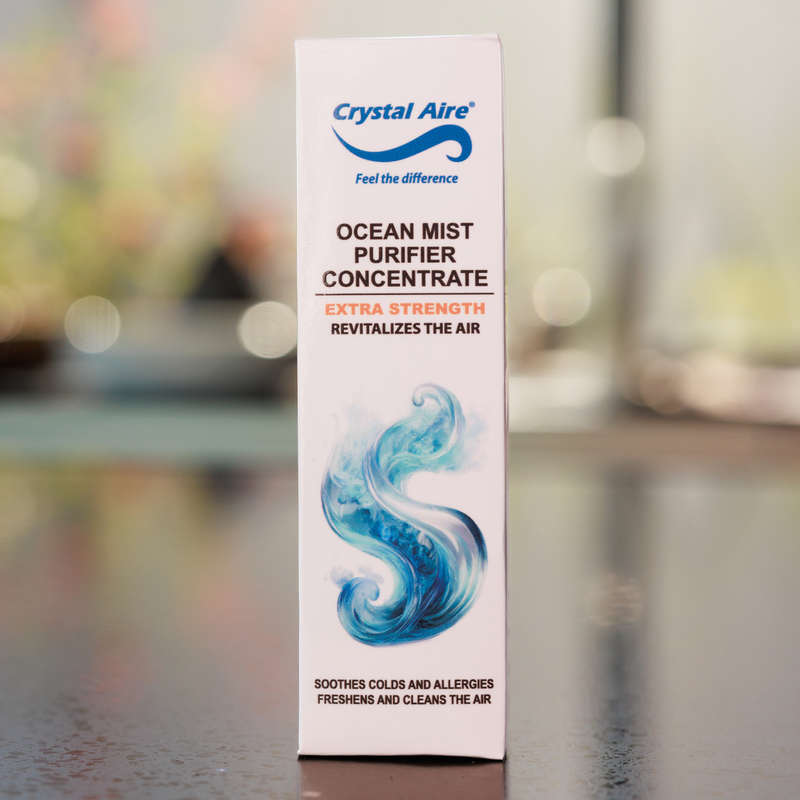 Crystal Aire®
Feel the difference
OCEAN MIST
PURIFIER
CONCENTRATE
EXTRA STRENGTH
REVITALIZES THE AIR
SOOTHES COLDS AND ALLERGIES
FRESHENS AND CLEANS THE AIR